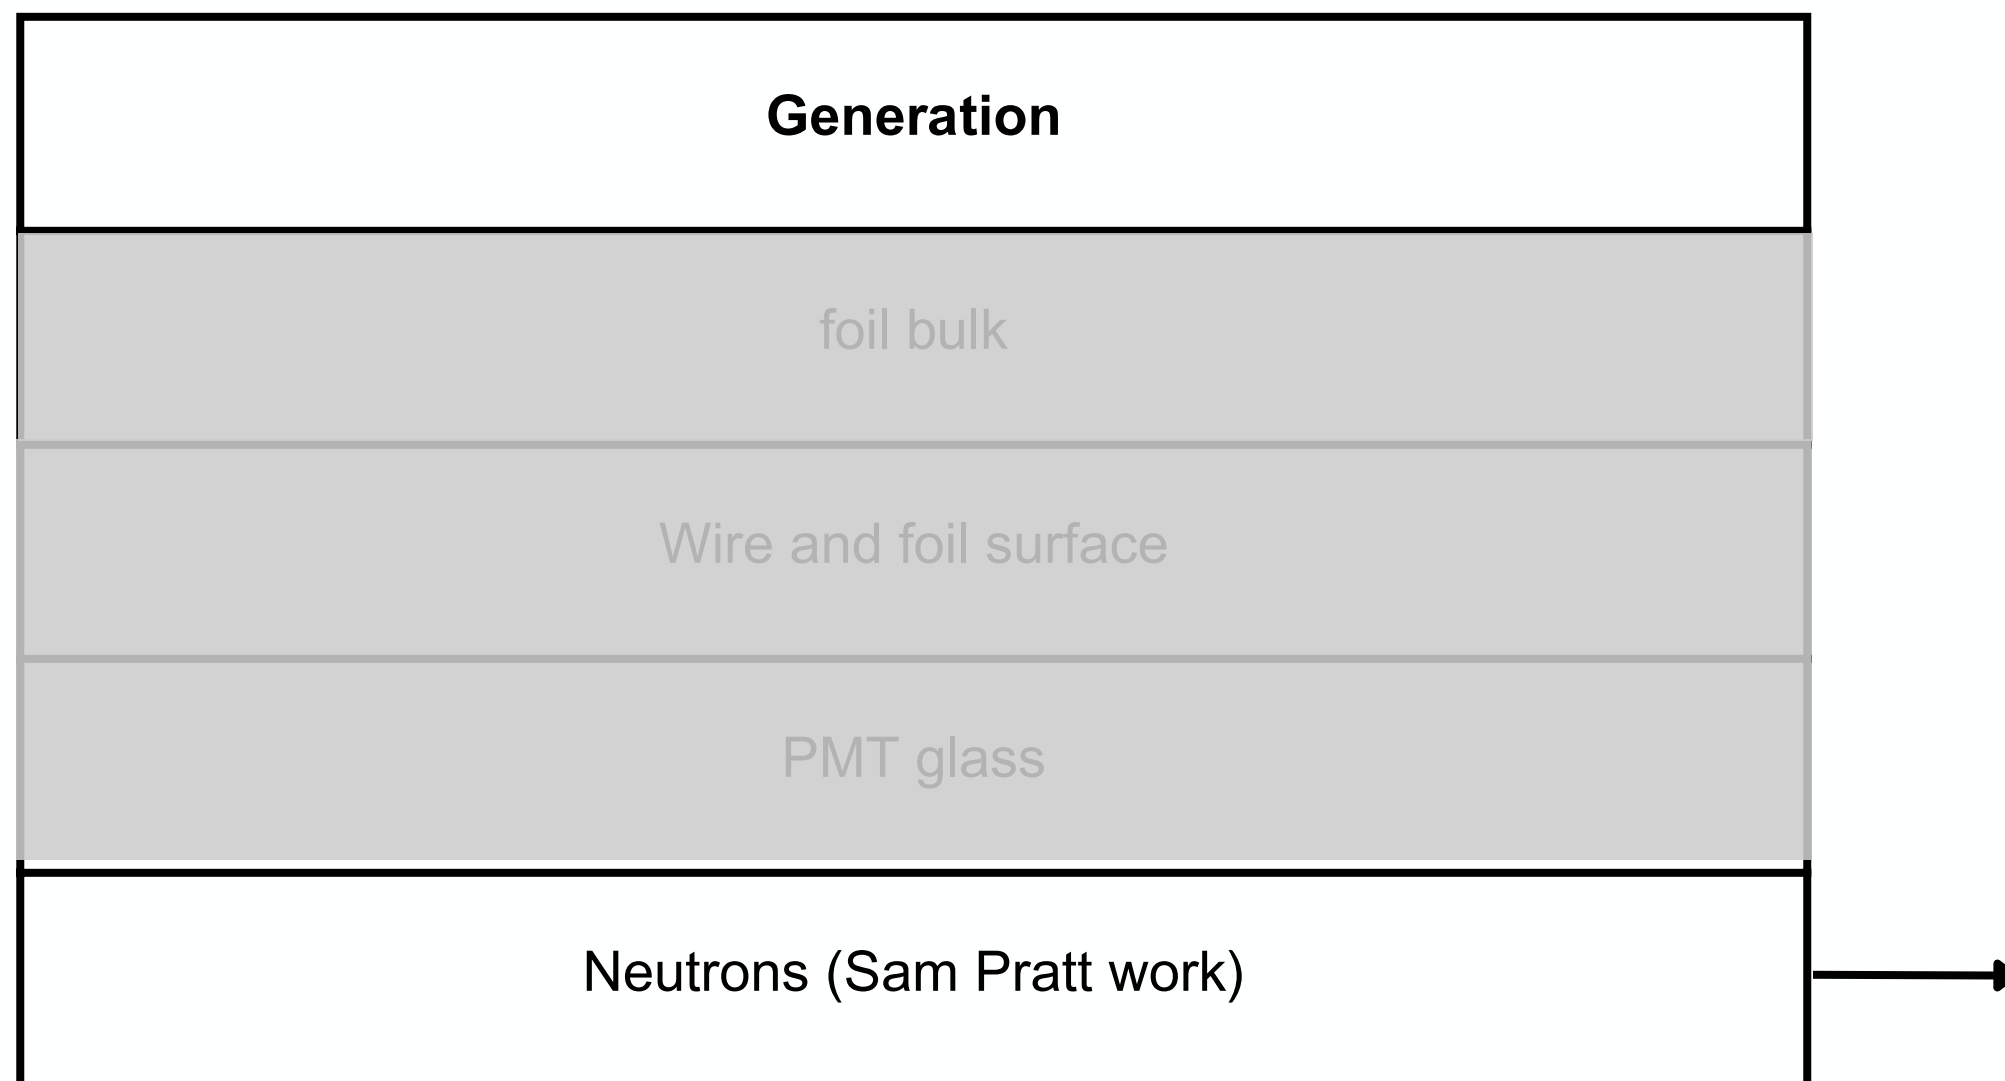 Generation
foil bulk
Wire and foil surface
PMT glass
Neutrons (Sam Pratt work)